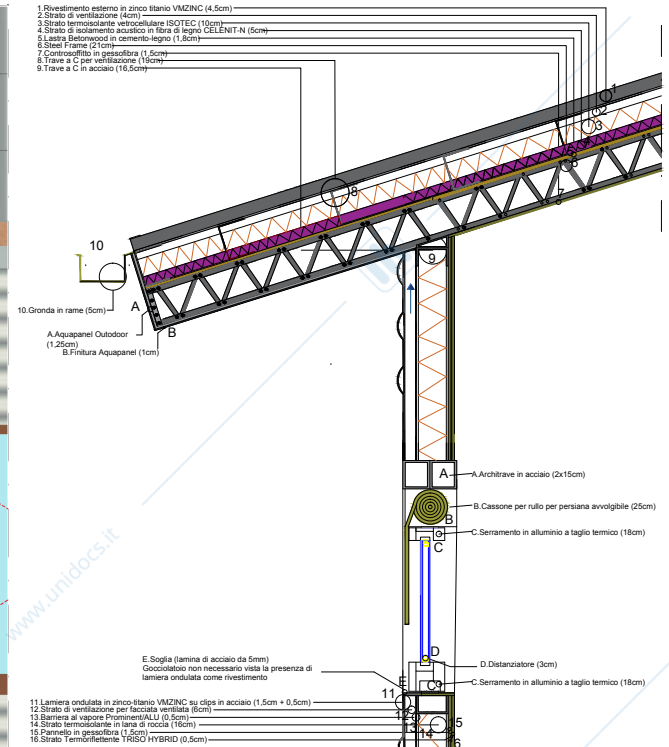 1.Rivestimento esterno in zinco titanio VMZINC (4,5cm)
2.Strato di ventilazione (4cm)
3.Strato termoisolante vetrocellulare ISOTEC (10cm)
4.Strato di isolamento acustico in fibra di legno CELENIT-N (5cm)
5.Lastra Betonwood in cemento-legno (1,8cm)
6.Steel Frame (21cm)
7.Controsoffitto in gessofibra (1,5cm)
8.Trave a C per ventilazione (19cm)
9.Trave a C in acciaio (16,5cm)
1
2
3
6
7
8
9
10
10.Gronda in rame (5cm)
A
B
A.Aquapanel Outodoor
(1,25cm)
B.Finitura Aquapanel (1cm)
A
A.Architrave in acciaio (2x15cm)
B
B.Cassone per rullo per persiana avvolgibile (25cm)
C
C.Serramento in alluminio a taglio termico (18cm)
D
D.Distanziatore (3cm)
E.Soglia (lamina di acciaio da 5mm)
Gocciolatoio non necessario vista la presenza di
lamiera ondulata come rivestimento
E
C
C.Serramento in alluminio a taglio termico (18cm)
11
12
13
14
15
16
11.Lamiera ondulata in zinco-titanio VMZINC su clips in acciaio (1,5cm + 0,5cm)
12.Strato di ventilazione per facciata ventilata (6cm)
13.Barriera al vapore Prominent/ALU (0,5cm)
14.Strato termoisolante in lana di roccia (16cm)
15.Pannello in gessofibra (1,5cm)
16.Strato Termoriflettente TRISO HYBRID (0,5cm)
www.unidocs.it